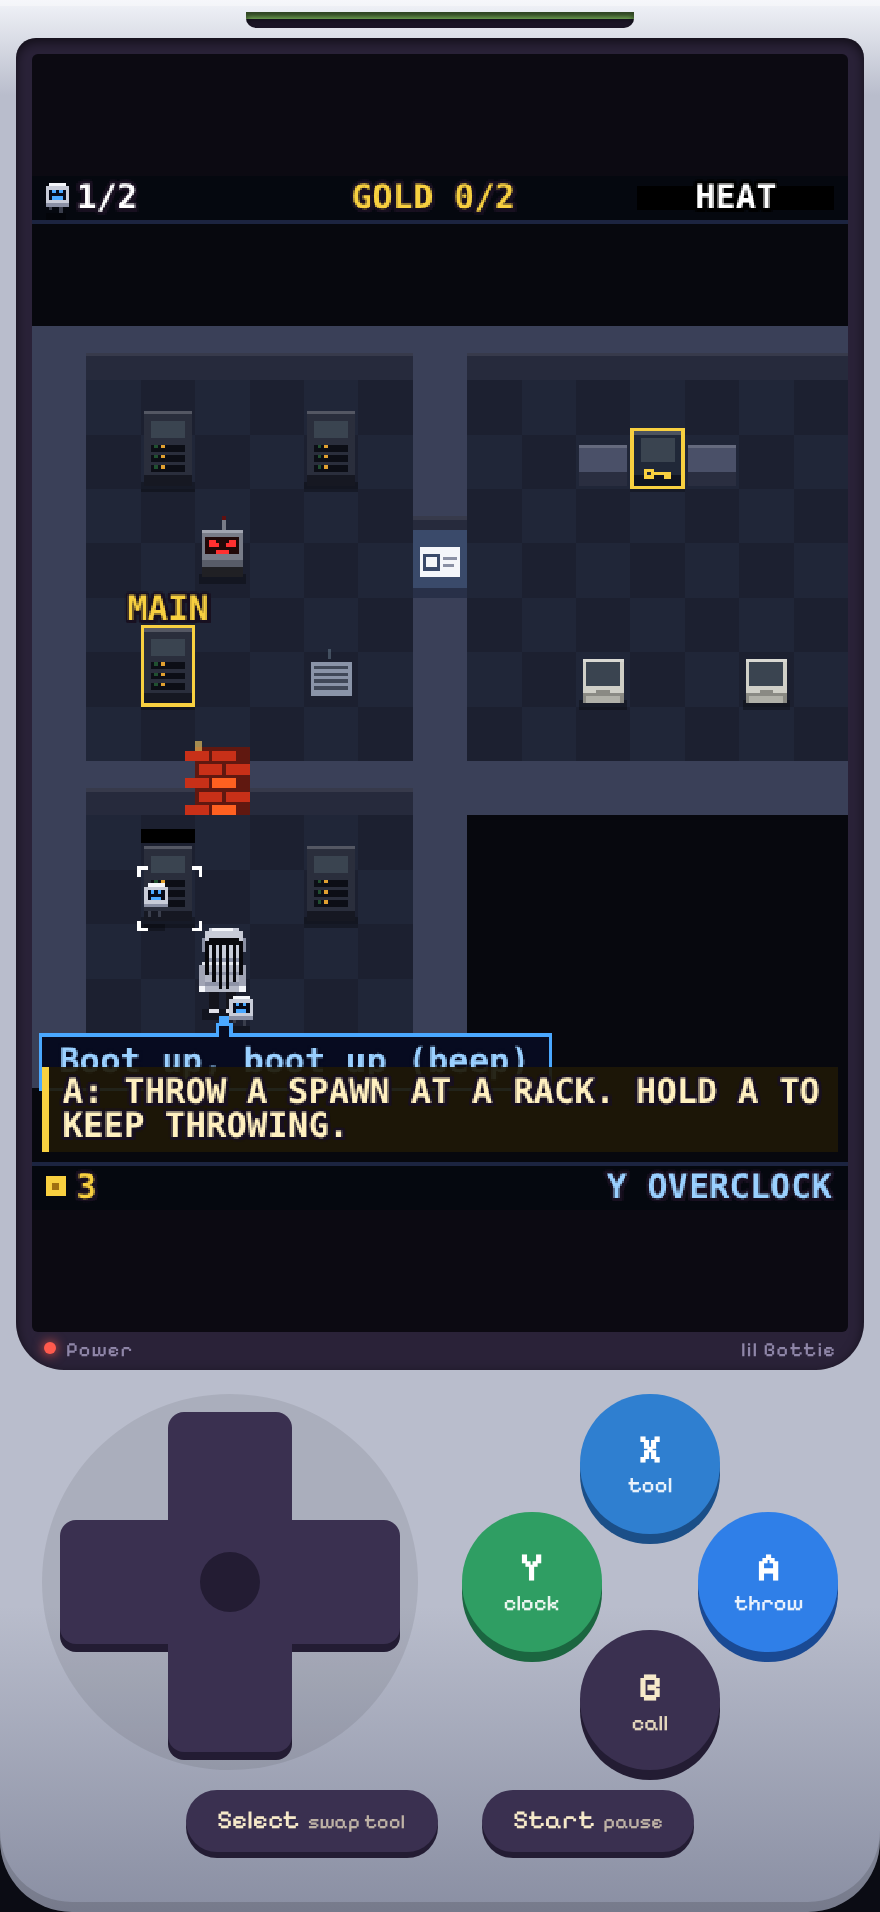 1/2
GOLD 0/2
HEAT
MAIN
Boot up, boot up (beep)
A: THROW A SPAWN AT A RACK. HOLD A TO
KEEP THROWING.
3
Y OVERCLOCK
Power
lil Bottie
X
tool
Y
clock
A
throw
B
call
Select swap tool
Start pause